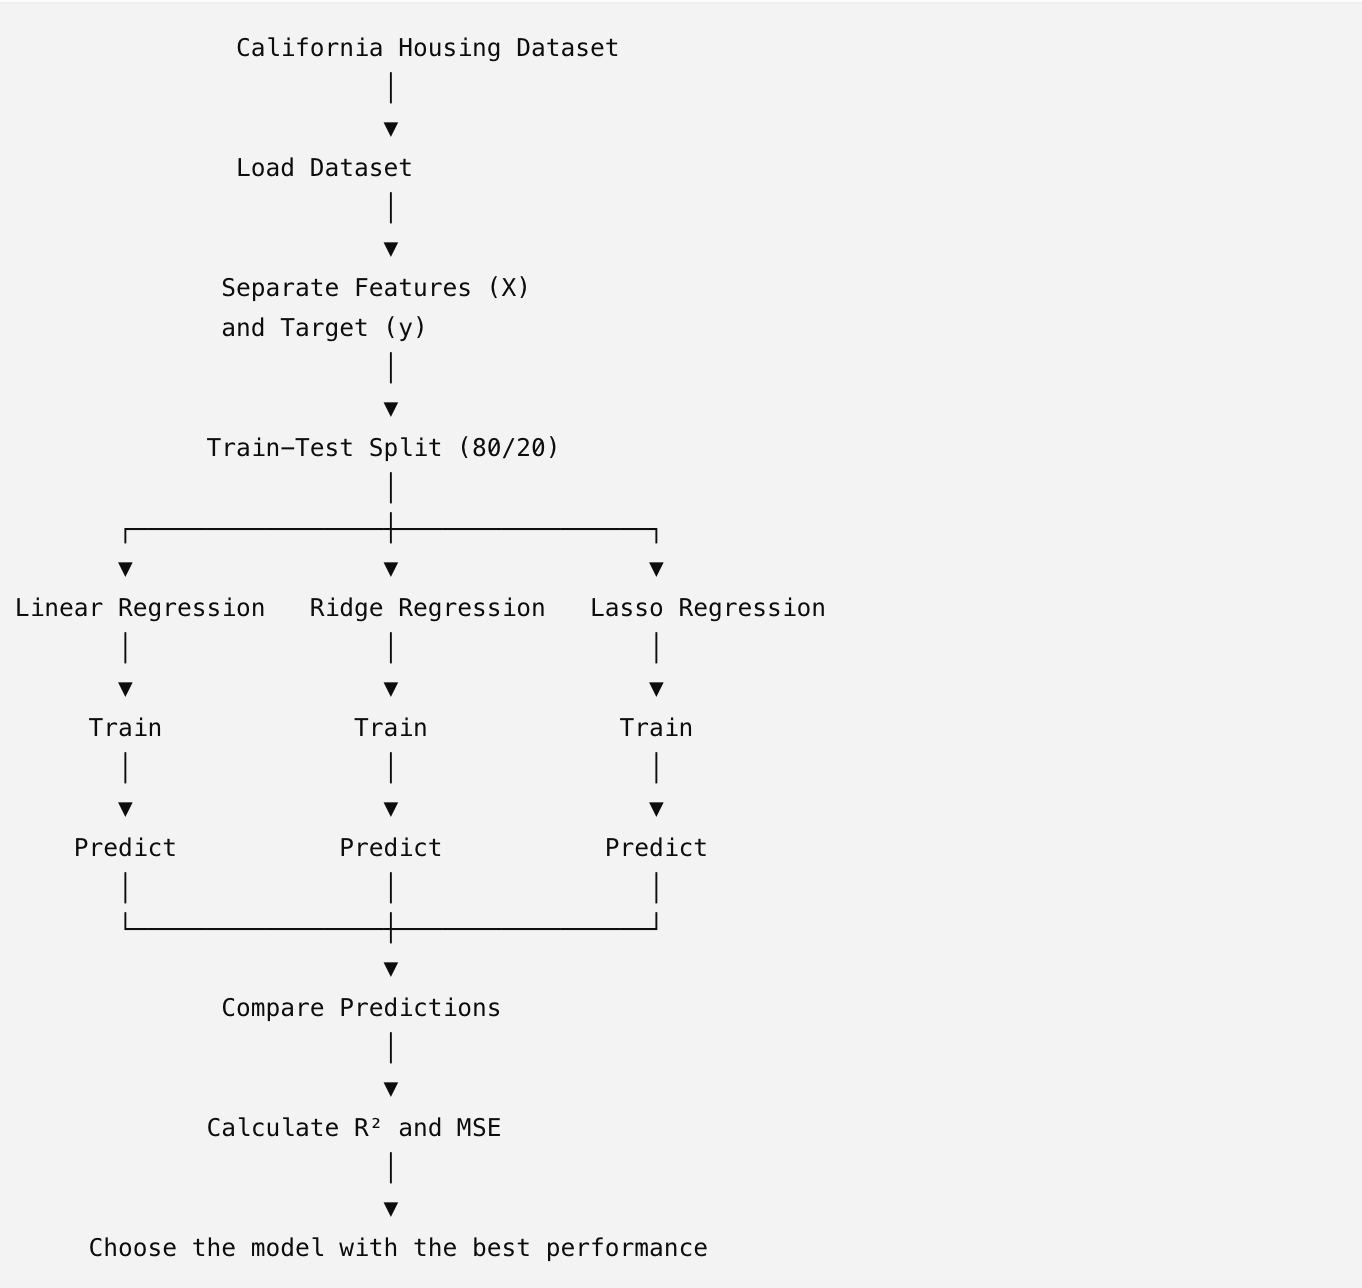 California Housing Dataset
Load Dataset
Separate Features (X)
and Target (y)
Train–Test Split (80/20)
Linear Regression   Ridge Regression   Lasso Regression
Train   Train   Train
Predict   Predict   Predict
Compare Predictions
Calculate R² and MSE
Choose the model with the best performance